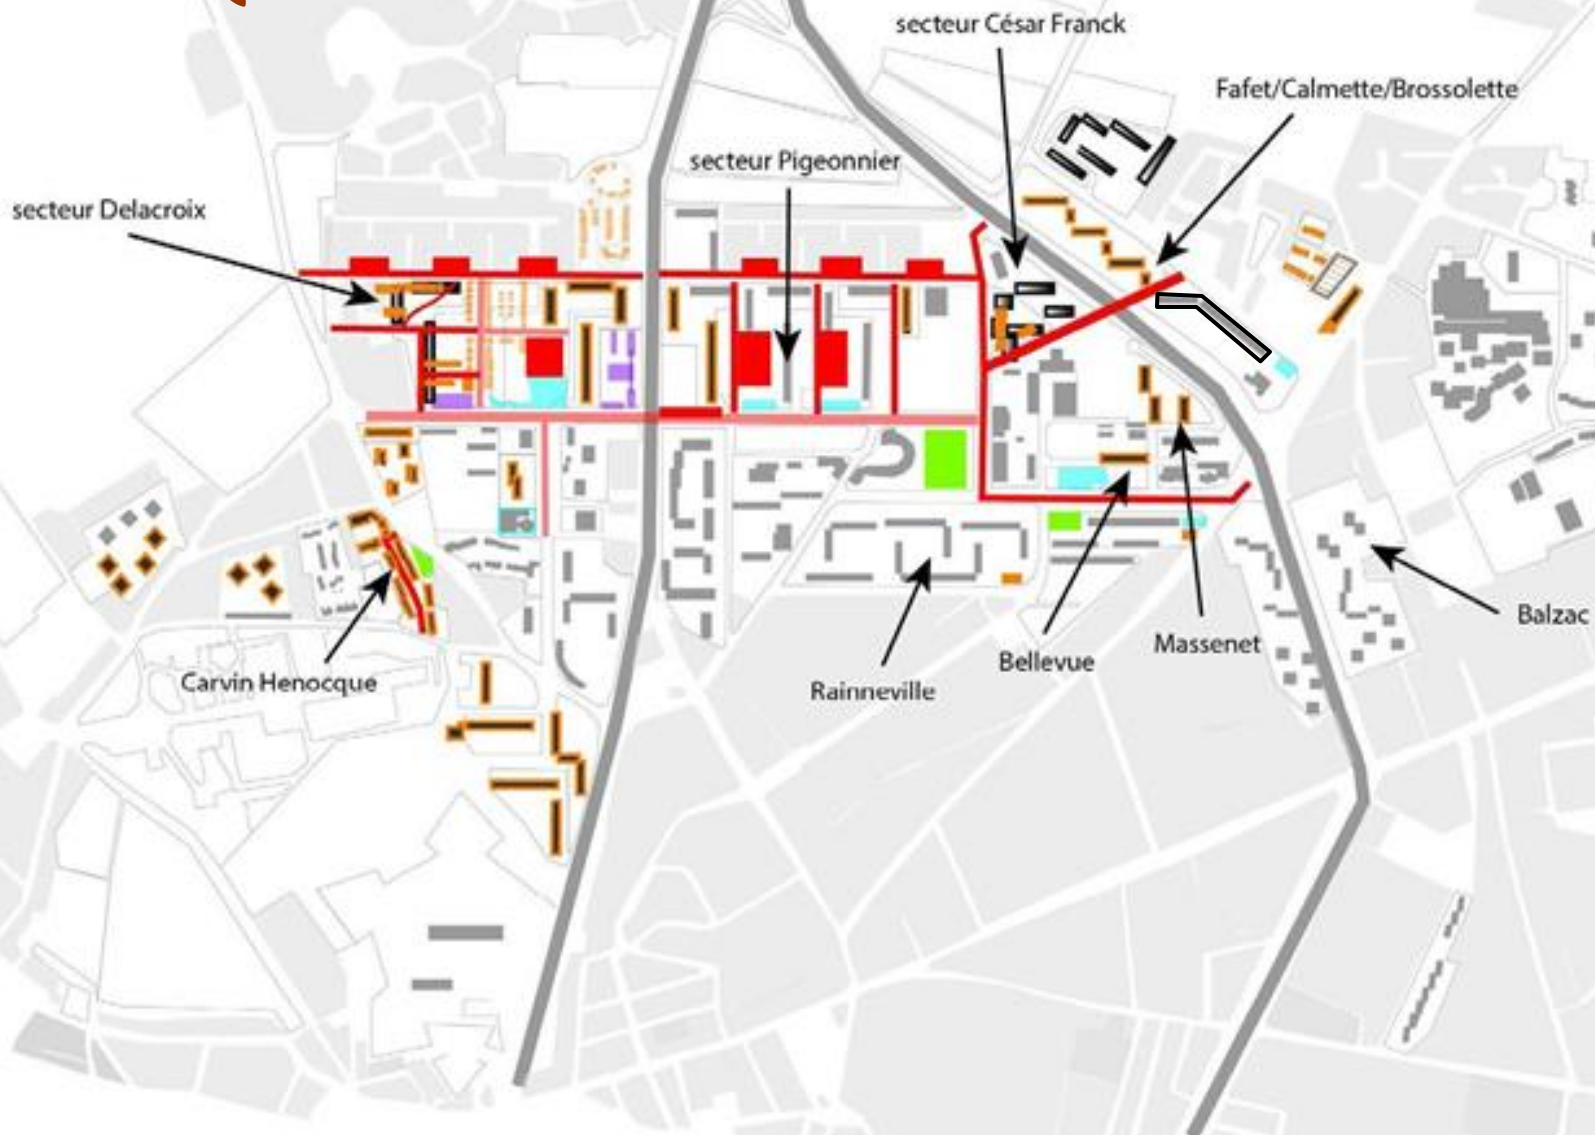 secteur César Franck
Fafet/Calmette/Brossolette
secteur Pigeonnier
secteur Delacroix
Balzac
Massenet
Bellevue
Carvin Henocque
Rainneville